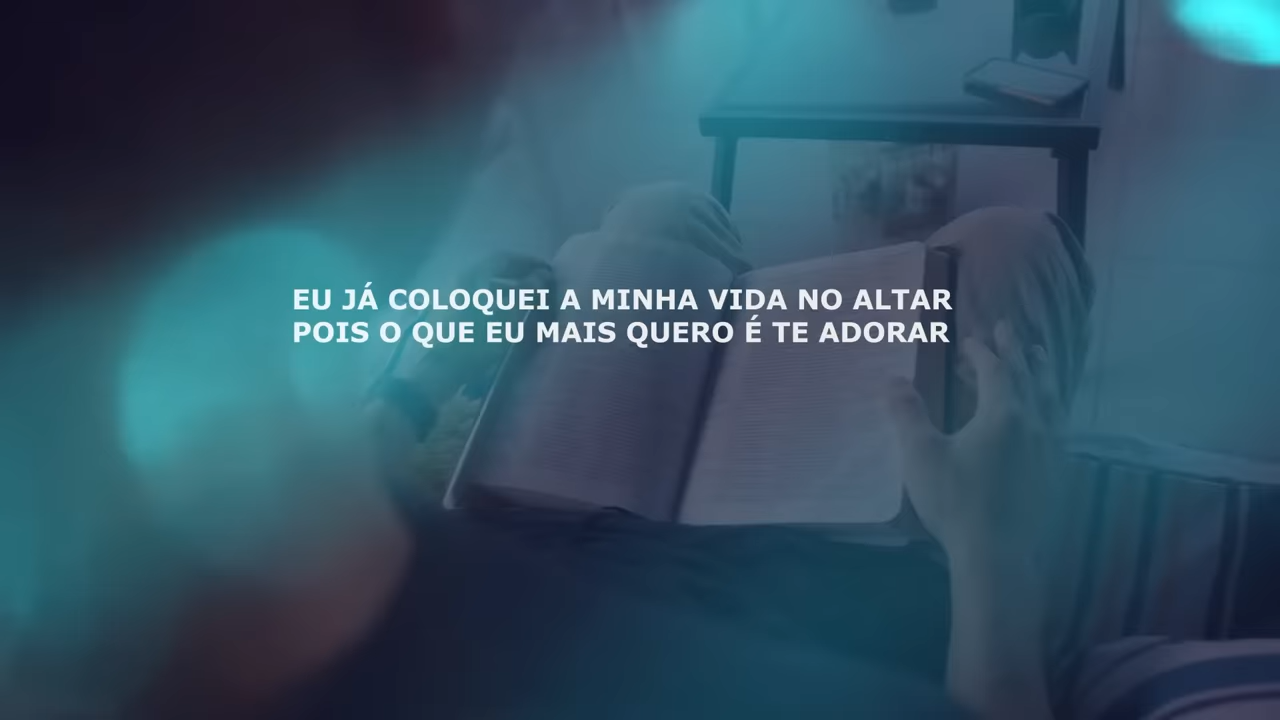 EU JÁ COLOQUEI A MINHA VIDA NO ALTAR
POIS O QUE EU MAIS QUERO É TE ADORAR